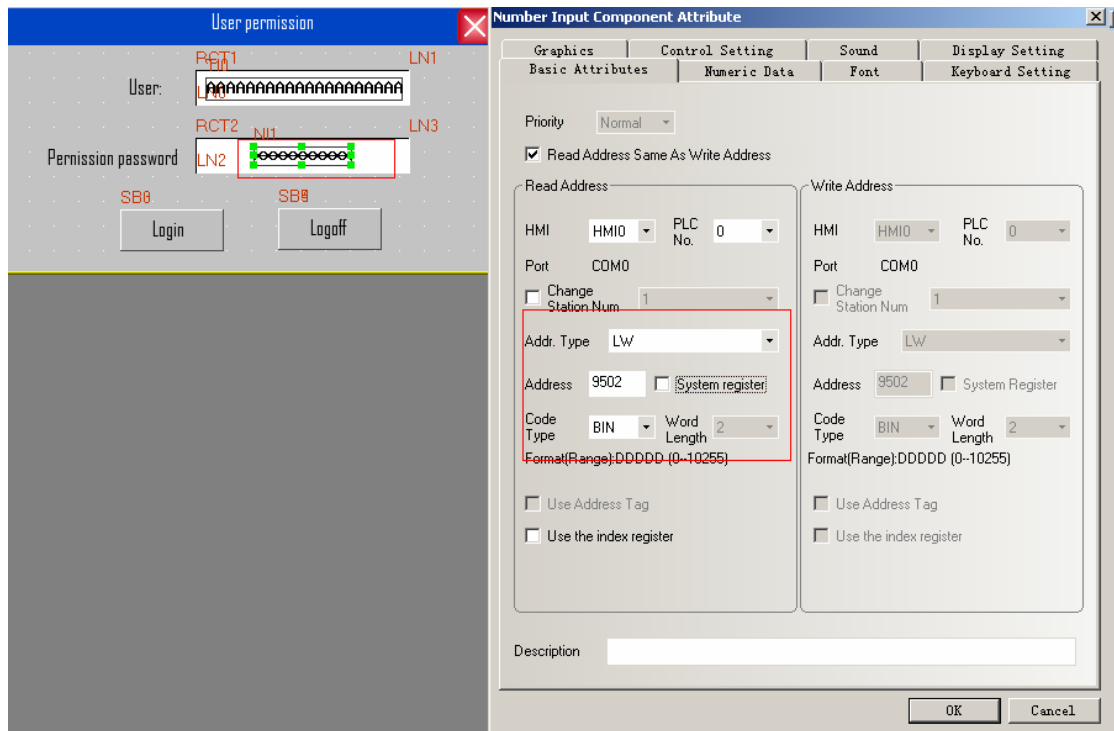 User permission
RCT1
LN1
User:
AAAAAAAAAAAAAAAAAAAA
RCT2
NI1
LN3
Permission password
LN2
SB0
Login
Logoff
Number Input Component Attribute
Graphics Control Setting Sound Display Setting
Basic Attributes Numeric Data Font Keyboard Setting
Priority Normal
Read Address Same As Write Address
Read Address
HMI HMI0 PLC No. 0
Port COM0
Change Station Num 1
Addr. Type LW
Address 9502 System register
Code Type BIN Word Length 2
Format(Range):DDDDD (0--10255)
Use Address Tag
Use the index register
Write Address
HMI HMI0 PLC No. 0
Port COM0
Change Station Num 1
Addr. Type LW
Address 9502 System Register
Code Type BIN Word Length 2
Format(Range):DDDDD (0--10255)
Use Address Tag
Use the index register
Description
OK Cancel